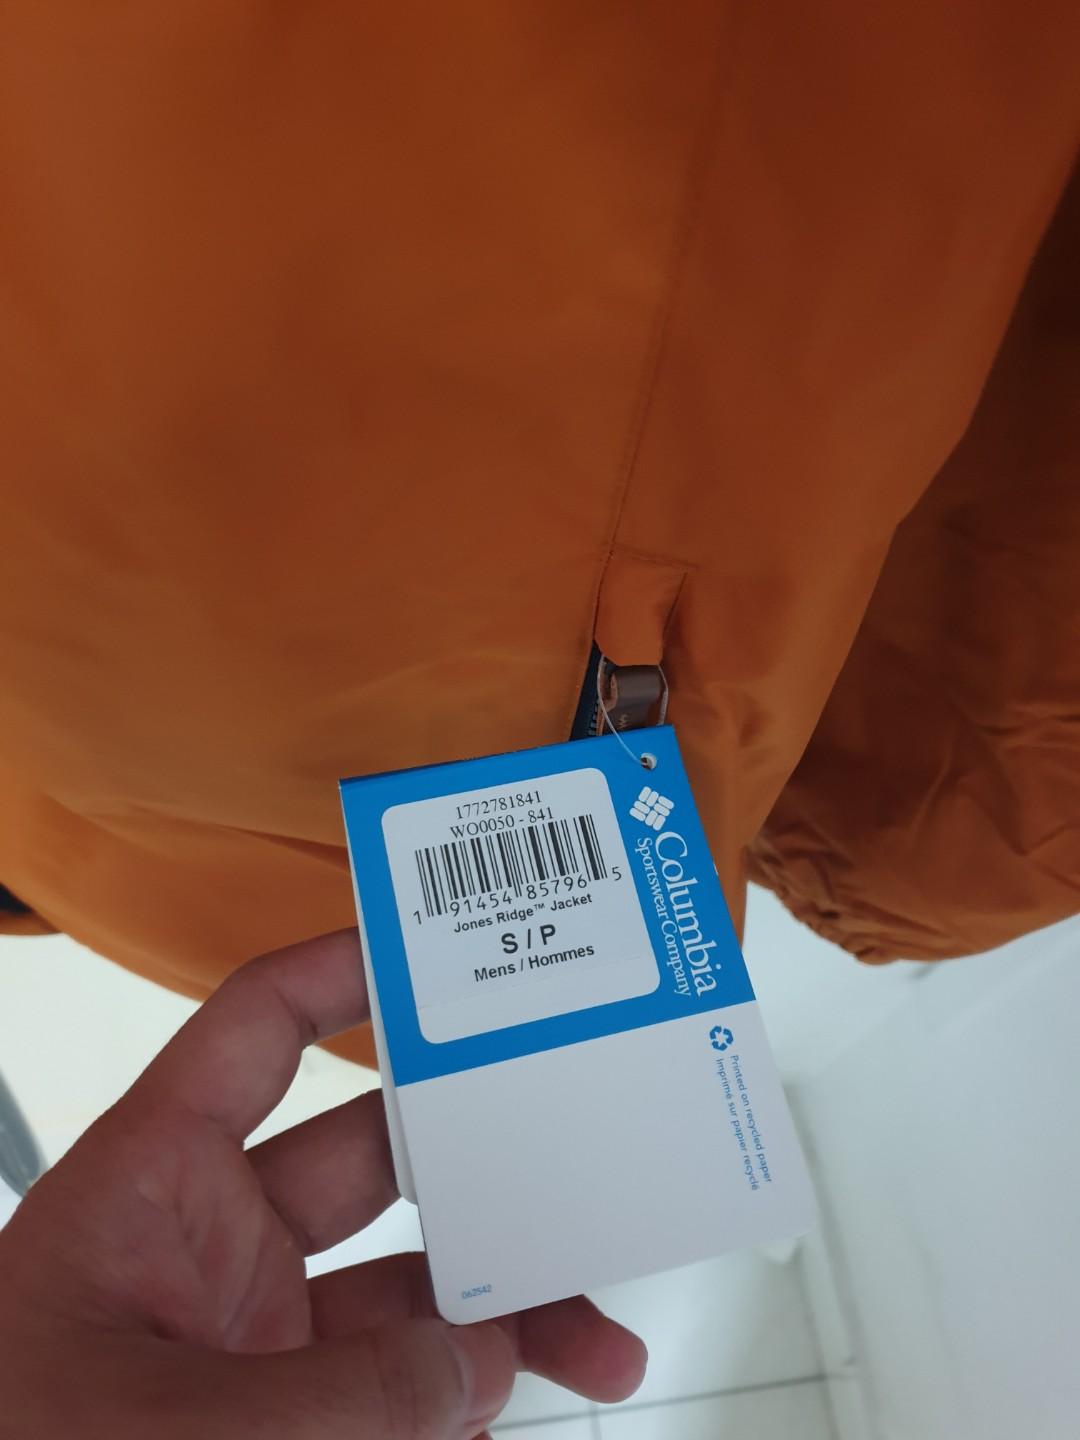 1772781841
WO0050 - 841
1 91454 85796 5
Jones Ridge™ Jacket
S / P
Mens / Hommes
Columbia
Sportswear Company
Printed on recycled paper
Imprimé sur papier recyclé
062542